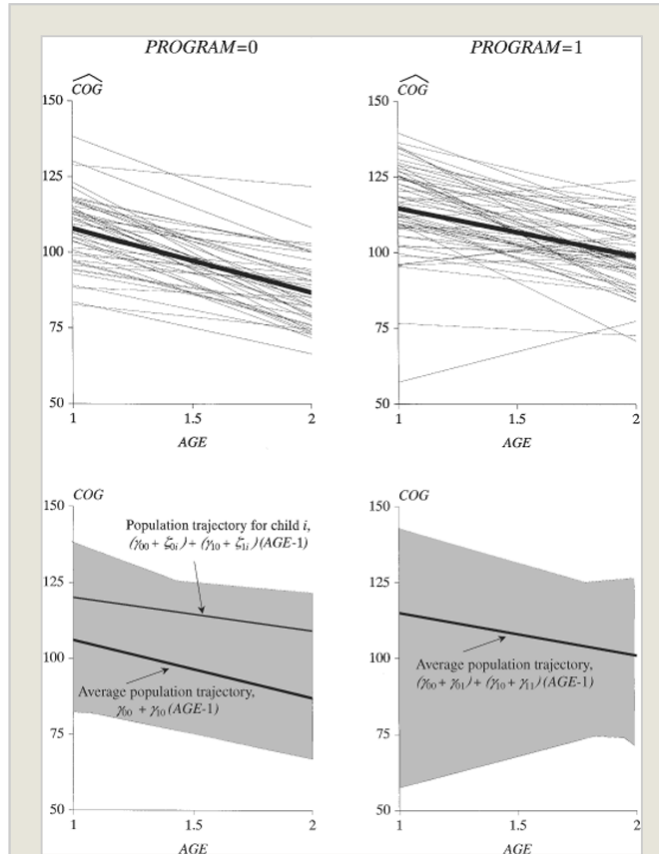 PROGRAM=0
PROGRAM=1
COG
COG
150
125
100
75
50
1
1.5
2
AGE
150
125
100
75
50
1
1.5
2
AGE
COG
COG
150
125
100
75
50
Population trajectory for child i,
(γ00 + ζ0i) + (γ10 + ζ1i)(AGE-1)
Average population trajectory,
γ00 + γ10 (AGE-1)
1
1.5
2
AGE
150
125
100
75
50
Average population trajectory,
(γ00 + γ01) + (γ10 + γ11)(AGE-1)
1
1.5
2
AGE